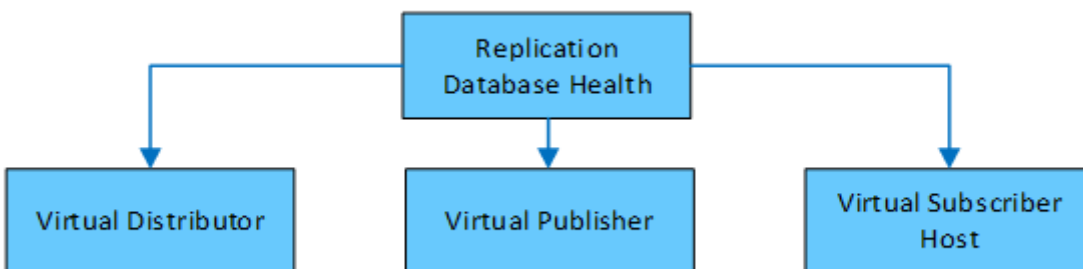 Replication
Database Health
Virtual Distributor
Virtual Publisher
Virtual Subscriber
Host